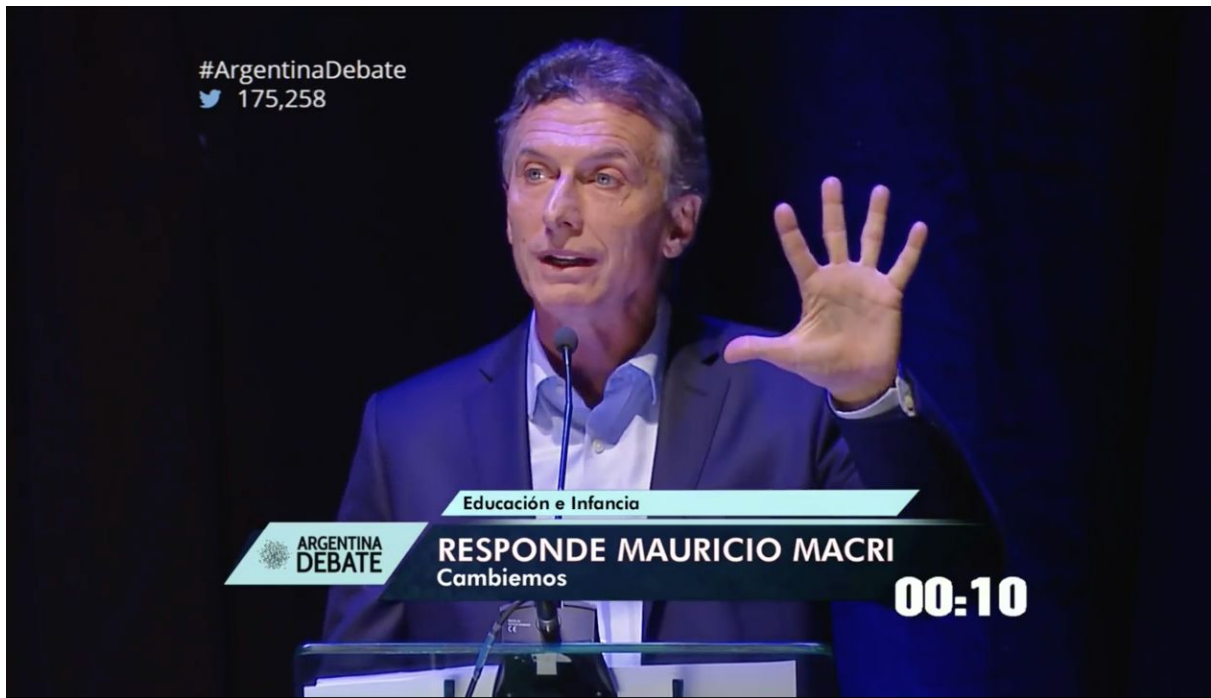 #ArgentinaDebate
175,258
Educación e Infancia
ARGENTINA
DEBATE
RESPONDE MAURICIO MACRI
Cambiemos
00:10